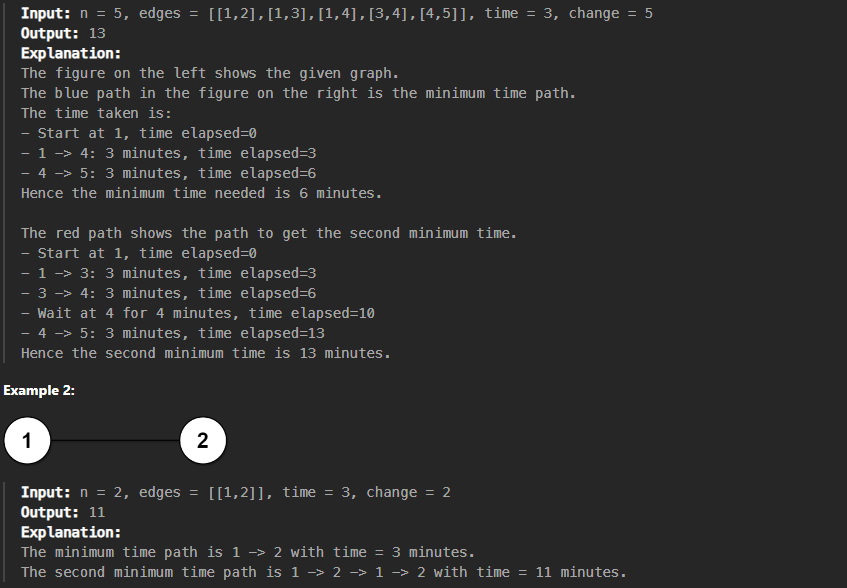 Input: n = 5, edges = [[1,2],[1,3],[1,4],[3,4],[4,5]], time = 3, change = 5
Output: 13
Explanation:
The figure on the left shows the given graph.
The blue path in the figure on the right is the minimum time path.
The time taken is:
- Start at 1, time elapsed=0
- 1 -> 4: 3 minutes, time elapsed=3
- 4 -> 5: 3 minutes, time elapsed=6
Hence the minimum time needed is 6 minutes.
The red path shows the path to get the second minimum time.
- Start at 1, time elapsed=0
- 1 -> 3: 3 minutes, time elapsed=3
- 3 -> 4: 3 minutes, time elapsed=6
- Wait at 4 for 4 minutes, time elapsed=10
- 4 -> 5: 3 minutes, time elapsed=13
Hence the second minimum time is 13 minutes.
Example 2:
1 2
Input: n = 2, edges = [[1,2]], time = 3, change = 2
Output: 11
Explanation:
The minimum time path is 1 -> 2 with time = 3 minutes.
The second minimum time path is 1 -> 2 -> 1 -> 2 with time = 11 minutes.